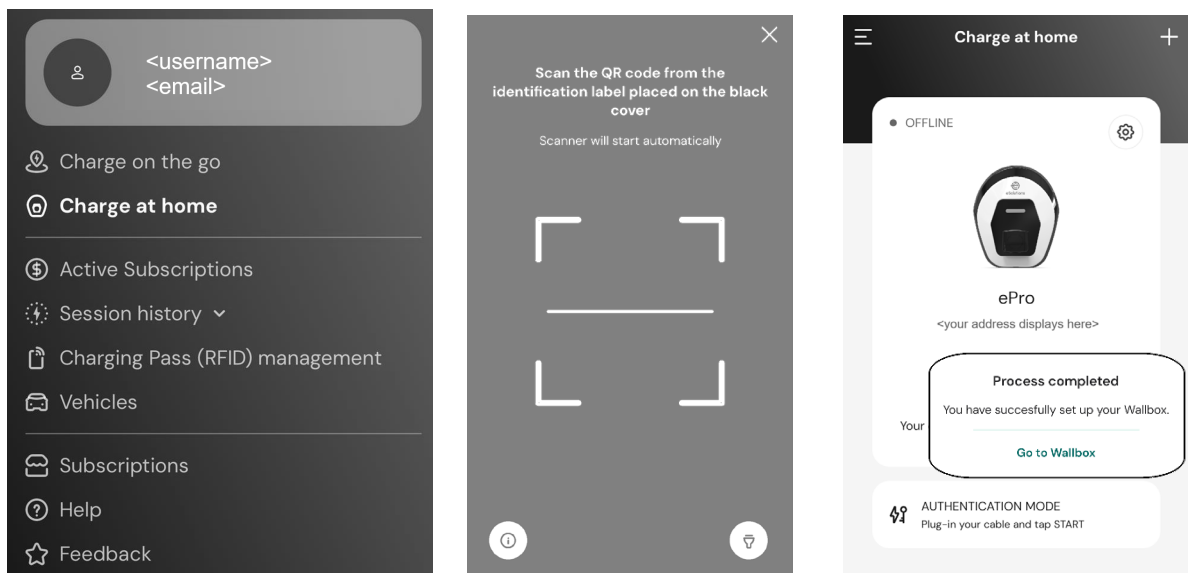 <username>
<email>
Charge on the go
Charge at home
Active Subscriptions
Session history
Charging Pass (RFID) management
Vehicles
Subscriptions
Help
Feedback
Scan the QR code from the
identification label placed on the black
cover
Scanner will start automatically
Charge at home
OFFLINE
ePro
<your address displays here>
Process completed
You have succesfully set up your Wallbox.
Your
Go to Wallbox
AUTHENTICATION MODE
Plug-in your cable and tap START